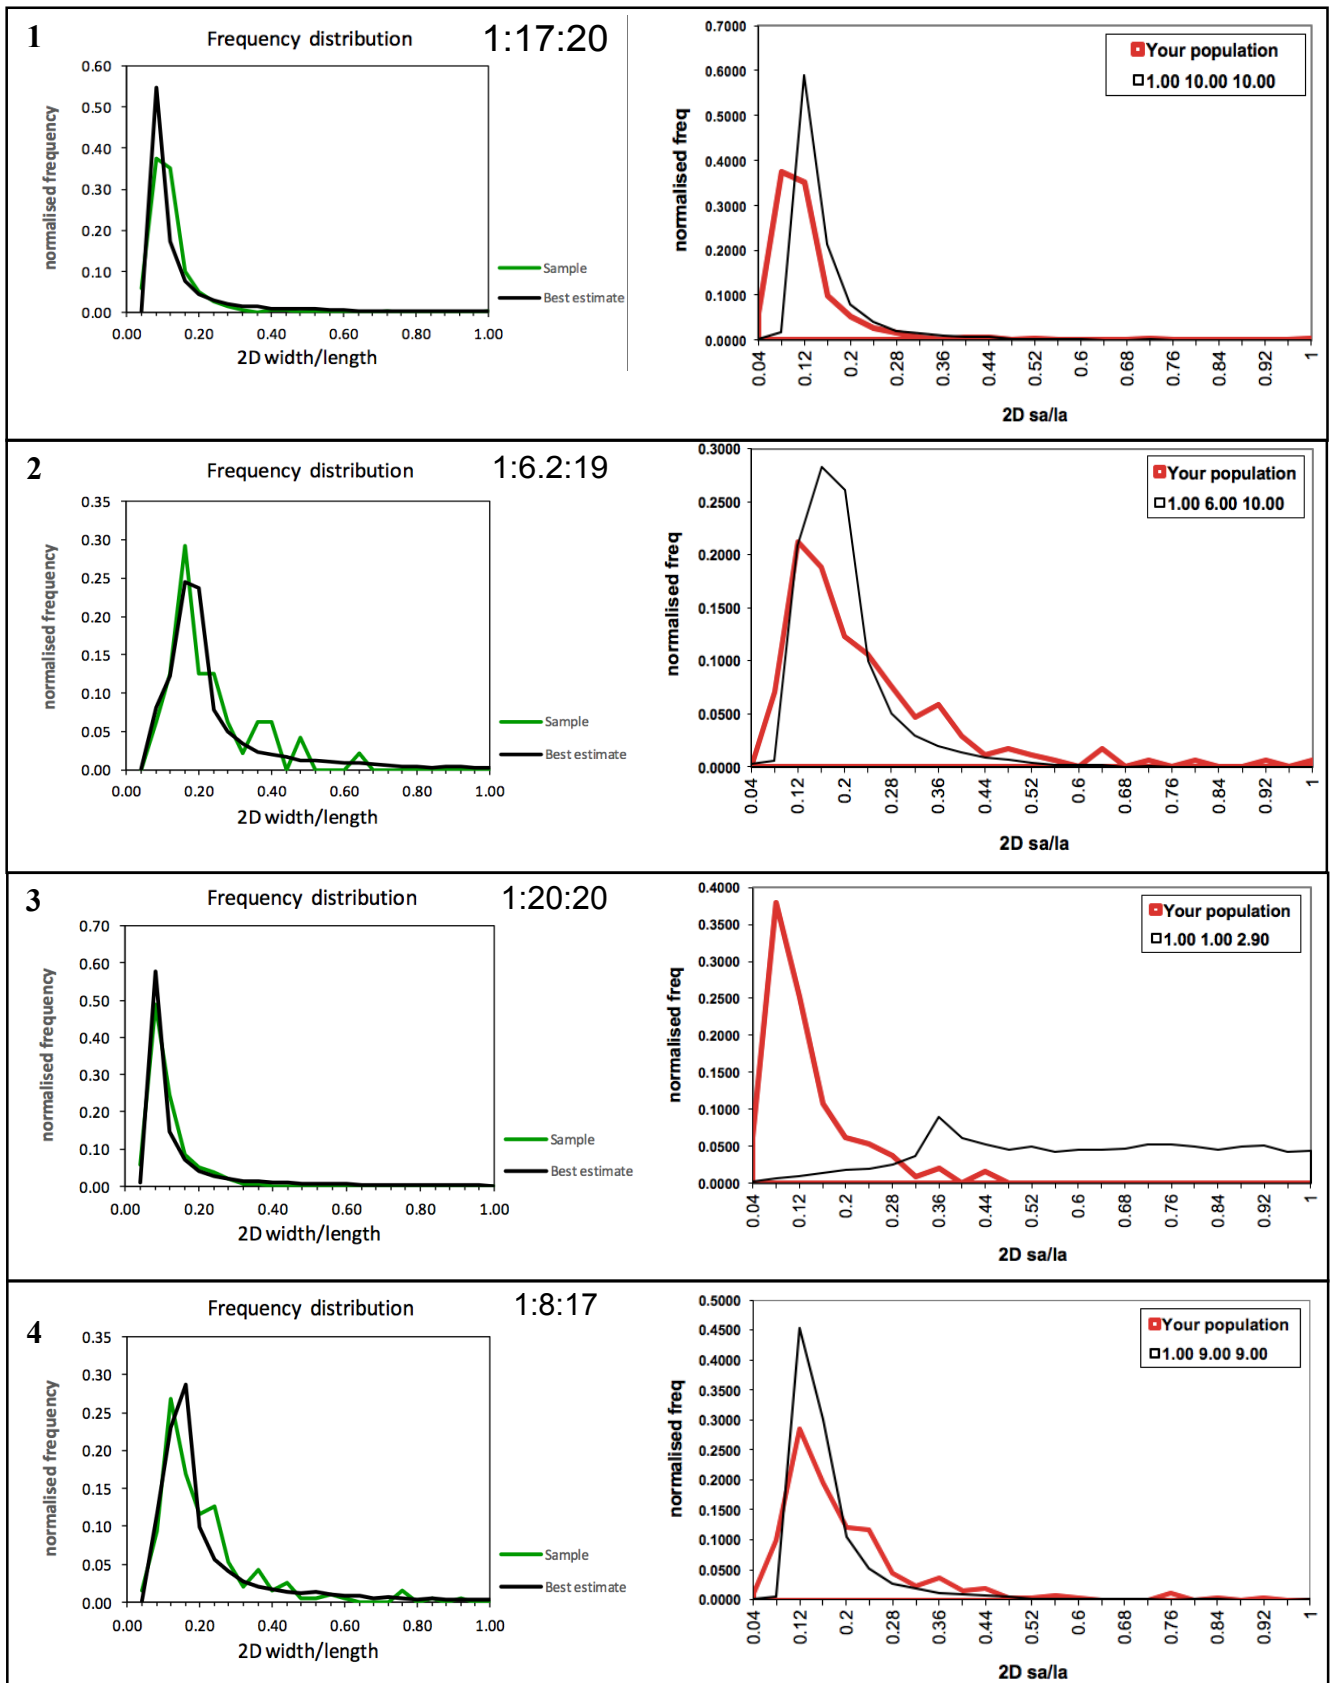 1
Frequency distribution
1:17:20
normalised frequency
0.60
0.50
0.40
0.30
0.20
0.10
0.00
0.00 0.20 0.40 0.60 0.80 1.00
2D width/length
Sample
Best estimate
normalised freq
0.7000
0.6000
0.5000
0.4000
0.3000
0.2000
0.1000
0.0000
0.04 0.12 0.2 0.28 0.36 0.44 0.52 0.6 0.68 0.76 0.84 0.92 1
2D sa/la
Your population
1.00 10.00 10.00
2
Frequency distribution
1:6.2:19
normalised frequency
0.35
0.30
0.25
0.20
0.15
0.10
0.05
0.00
0.00 0.20 0.40 0.60 0.80 1.00
2D width/length
Sample
Best estimate
normalised freq
0.3000
0.2500
0.2000
0.1500
0.1000
0.0500
0.0000
0.04 0.12 0.2 0.28 0.36 0.44 0.52 0.6 0.68 0.76 0.84 0.92 1
2D sa/la
Your population
1.00 6.00 10.00
3
Frequency distribution
1:20:20
normalised frequency
0.70
0.60
0.50
0.40
0.30
0.20
0.10
0.00
0.00 0.20 0.40 0.60 0.80 1.00
2D width/length
Sample
Best estimate
normalised freq
0.4000
0.3500
0.3000
0.2500
0.2000
0.1500
0.1000
0.0500
0.0000
0.04 0.12 0.2 0.28 0.36 0.44 0.52 0.6 0.68 0.76 0.84 0.92 1
2D sa/la
Your population
1.00 1.00 2.90
4
Frequency distribution
1:8:17
normalised frequency
0.35
0.30
0.25
0.20
0.15
0.10
0.05
0.00
0.00 0.20 0.40 0.60 0.80 1.00
2D width/length
Sample
Best estimate
normalised freq
0.5000
0.4500
0.4000
0.3500
0.3000
0.2500
0.2000
0.1500
0.1000
0.0500
0.0000
0.04 0.12 0.2 0.28 0.36 0.44 0.52 0.6 0.68 0.76 0.84 0.92 1
2D sa/la
Your population
1.00 9.00 9.00